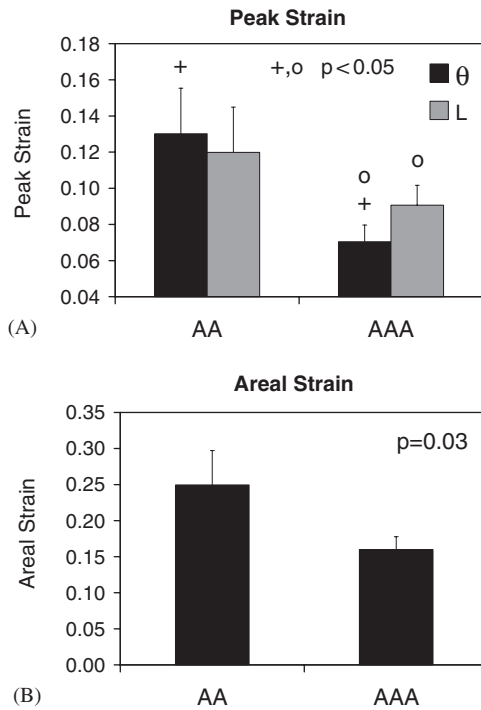 Peak Strain
0.18
0.16
0.14
0.12
0.10
0.08
0.06
0.04
Peak Strain
+
+,o p<0.05
θ
L
o
+
o
(A)
AA
AAA
Areal Strain
0.35
0.30
0.25
0.20
0.15
0.10
0.05
0.00
Areal Strain
p=0.03
(B)
AA
AAA